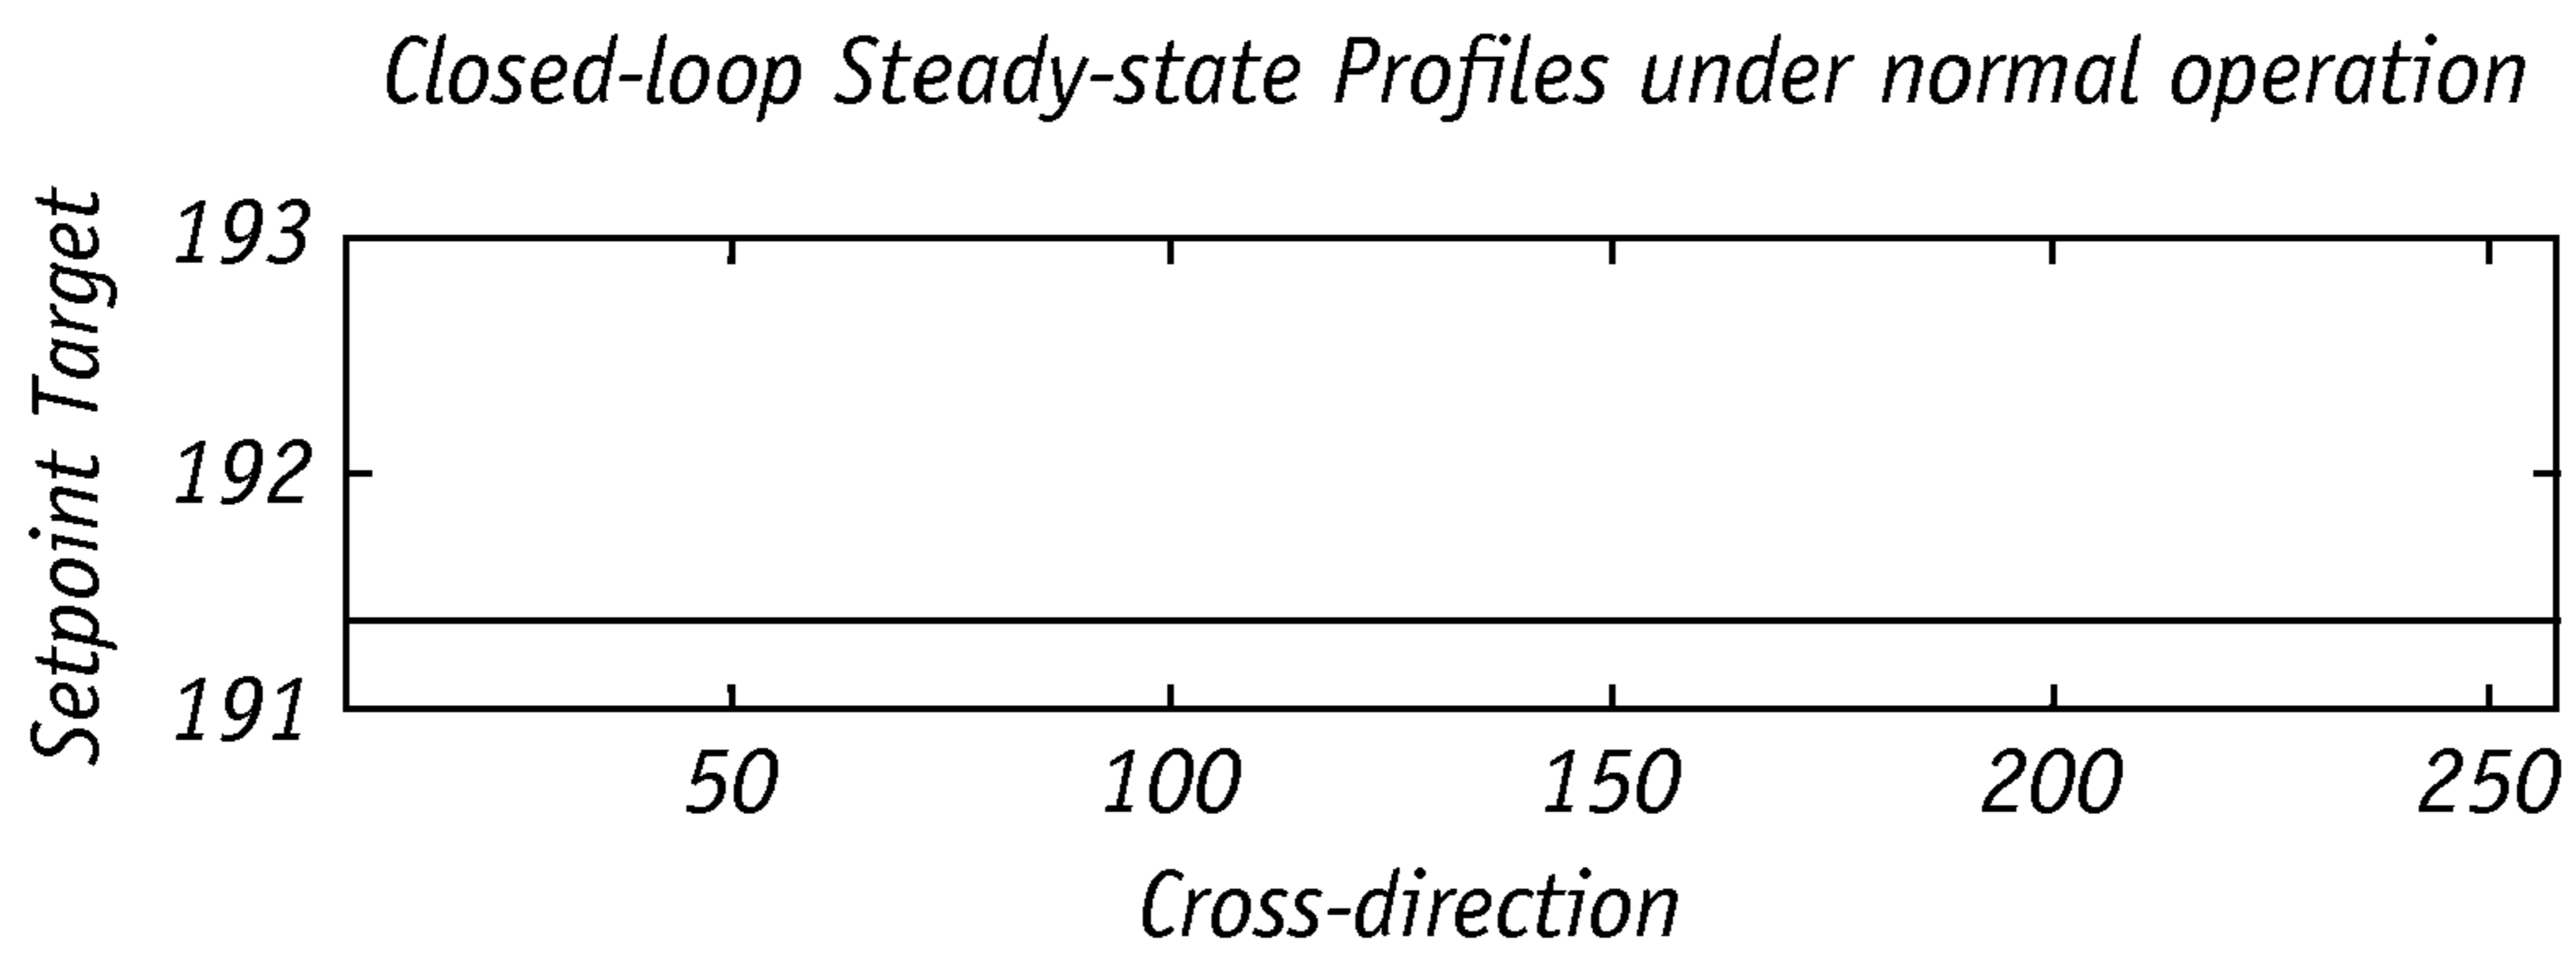 Closed-loop Steady-state Profiles under normal operation
Setpoint Target
193
192
191
50 100 150 200 250
Cross-direction